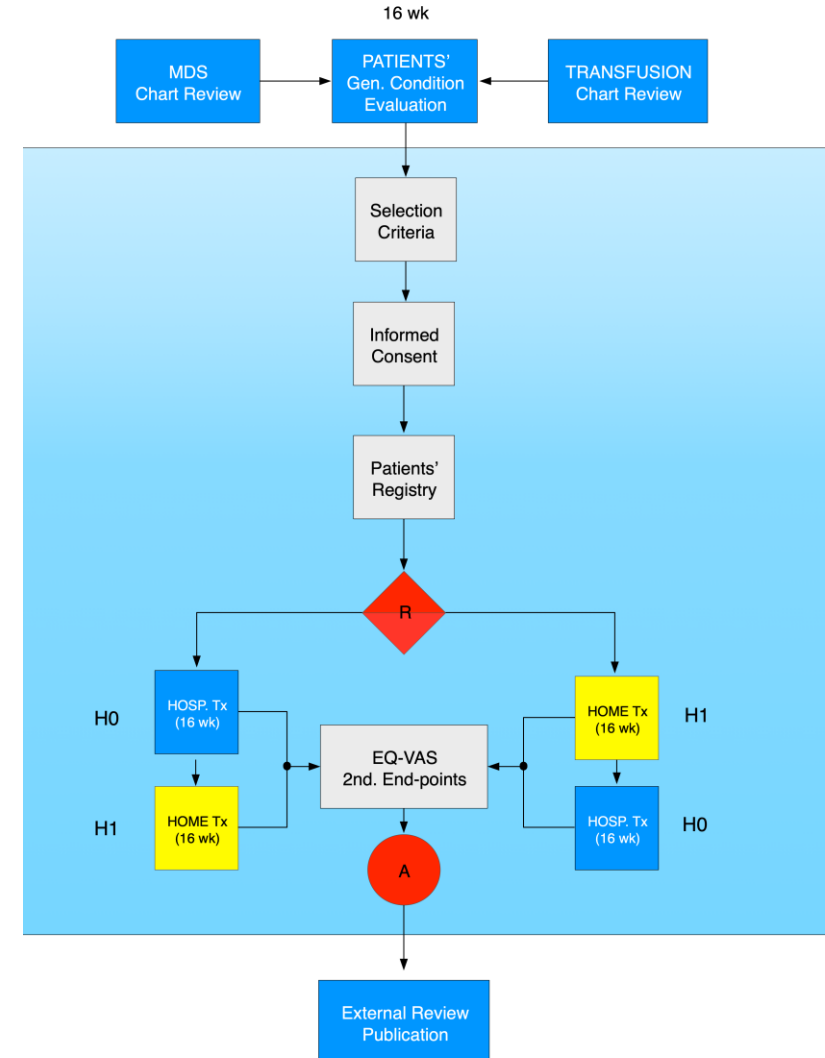 16 wk
MDS
Chart Review
PATIENTS'
Gen. Condition
Evaluation
TRANSFUSION
Chart Review
Selection
Criteria
Informed
Consent
Patients'
Registry
R
H0
HOSP. Tx
(16 wk)
HOME Tx
(16 wk)
H1
EQ-VAS
2nd. End-points
H1
HOME Tx
(16 wk)
HOSP. Tx
(16 wk)
H0
A
External Review
Publication